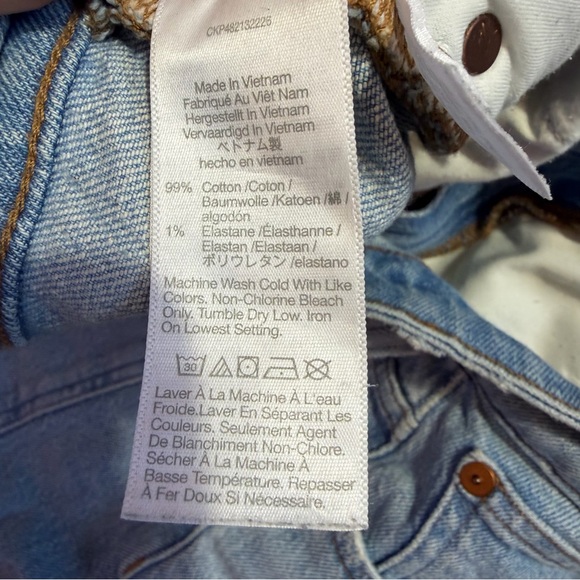 CKP482132226
Made In Vietnam
Fabriqué Au Viêt Nam
Hergestellt In Vietnam
Vervaardigd In Vietnam
ベトナム製
hecho en vietnam
99% Cotton /Coton /
Baumwolle /Katoen /綿 /
algodón
1% Elastane /Élasthanne /
Elastan /Elastaan /
ポリウレタン /elastano
Machine Wash Cold With Like
Colors. Non-Chlorine Bleach
Only. Tumble Dry Low. Iron
On Lowest Setting.
30
Laver À La Machine À L'eau
Froide.Laver En Séparant Les
Couleurs. Seulement Agent
De Blanchiment Non-Chlore.
Sécher À La Machine À
Basse Température. Repasser
À Fer Doux Si Nécessaire.